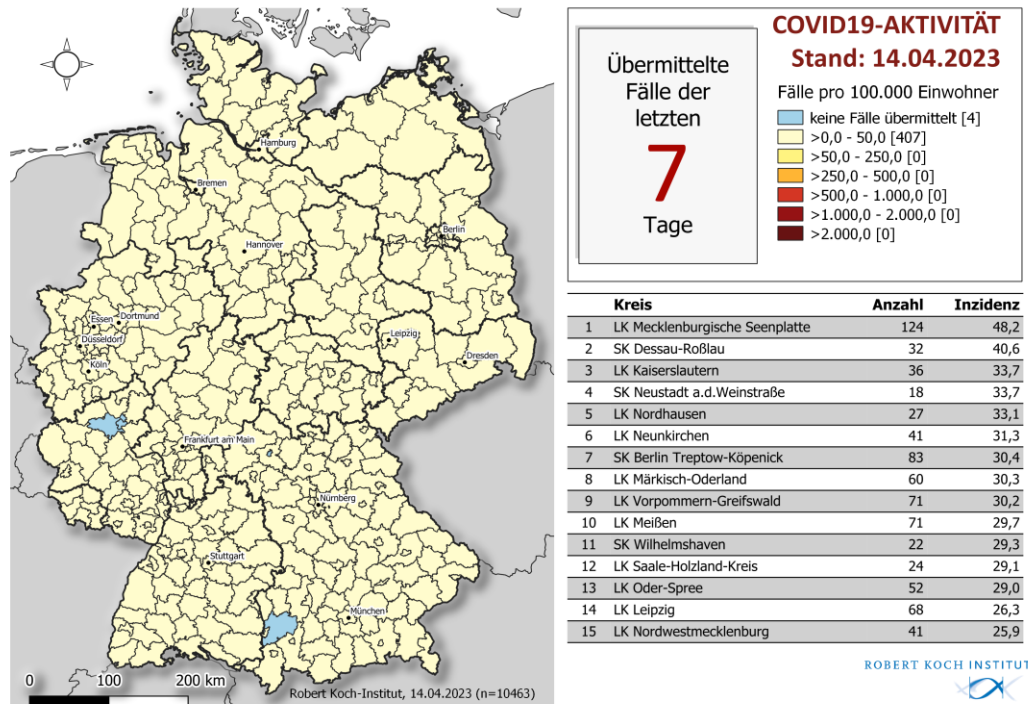 Hamburg
Bremen
Berlin
Hannover
Essen
Dortmund
Düsseldorf
Köln
Leipzig
Dresden
Frankfurt am Main
Nürnberg
Stuttgart
München
0 100 200 km
Robert Koch-Institut, 14.04.2023 (n=10463)
Übermittelte
Fälle der
letzten
7
Tage
COVID19-AKTIVITÄT
Stand: 14.04.2023
Fälle pro 100.000 Einwohner
keine Fälle übermittelt [4]
>0,0 - 50,0 [407]
>50,0 - 250,0 [0]
>250,0 - 500,0 [0]
>500,0 - 1.000,0 [0]
>1.000,0 - 2.000,0 [0]
>2.000,0 [0]
Kreis Anzahl Inzidenz
1 LK Mecklenburgische Seenplatte 124 48,2
2 SK Dessau-Roßlau 32 40,6
3 LK Kaiserslautern 36 33,7
4 SK Neustadt a.d.Weinstraße 18 33,7
5 LK Nordhausen 27 33,1
6 LK Neunkirchen 41 31,3
7 SK Berlin Treptow-Köpenick 83 30,4
8 LK Märkisch-Oderland 60 30,3
9 LK Vorpommern-Greifswald 71 30,2
10 LK Meißen 71 29,7
11 SK Wilhelmshaven 22 29,3
12 LK Saale-Holzland-Kreis 24 29,1
13 LK Oder-Spree 52 29,0
14 LK Leipzig 68 26,3
15 LK Nordwestmecklenburg 41 25,9
ROBERT KOCH INSTITUT